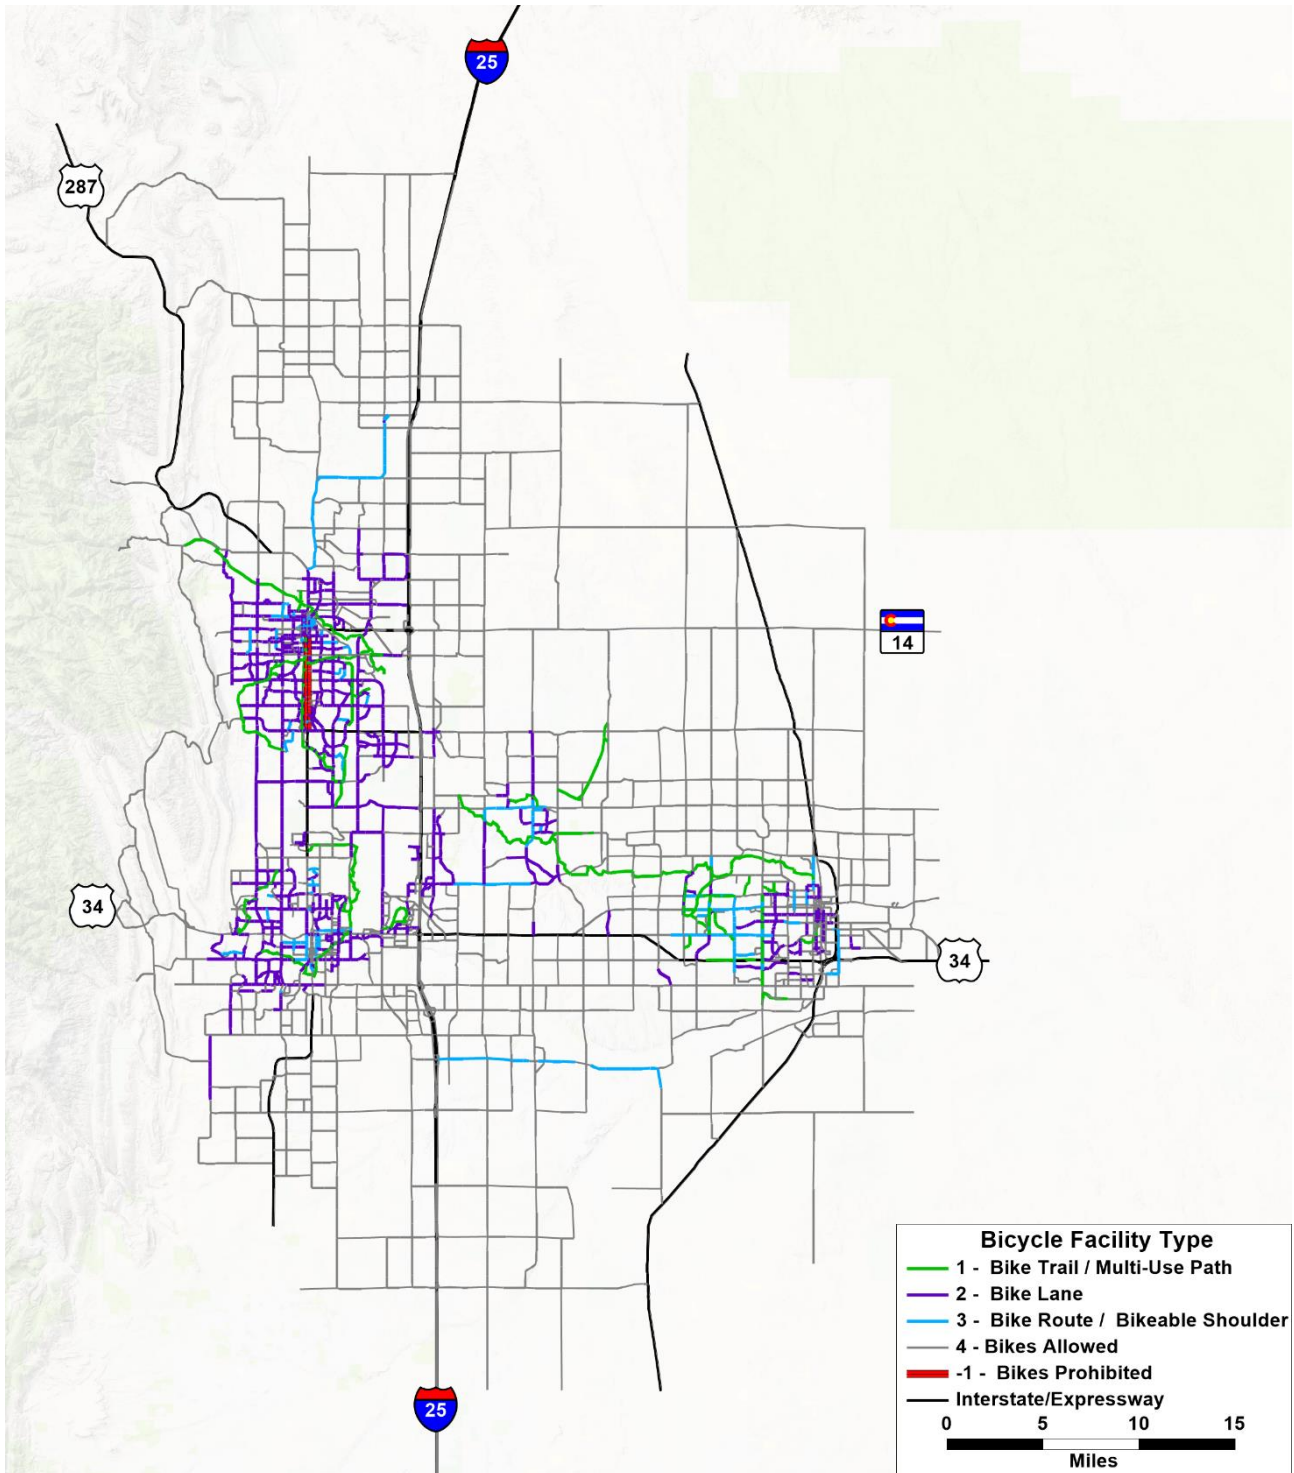 25
287
14
34
34
25
Bicycle Facility Type
1 - Bike Trail / Multi-Use Path
2 - Bike Lane
3 - Bike Route / Bikeable Shoulder
4 - Bikes Allowed
-1 - Bikes Prohibited
Interstate/Expressway
0 5 10 15
Miles